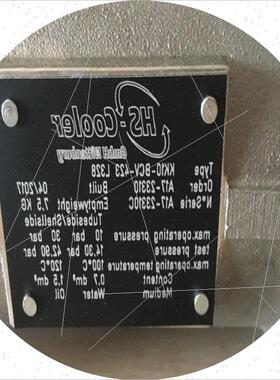 HS-Cooler
GmbH Wittenburg
Type KK10-BCV-423 L328
Order A17-23310 Built 04/2017
N°Serie A17-23310C Emptyweight 7.5 KG
Tubeside/Shellside
max.operating pressure 10 bar 30 bar
test pressure 14,30 bar 42,90 bar
max.operating temperature 100°C 120°C
Content 0.7 dm³ 1.5 dm³
Medium Water Oil